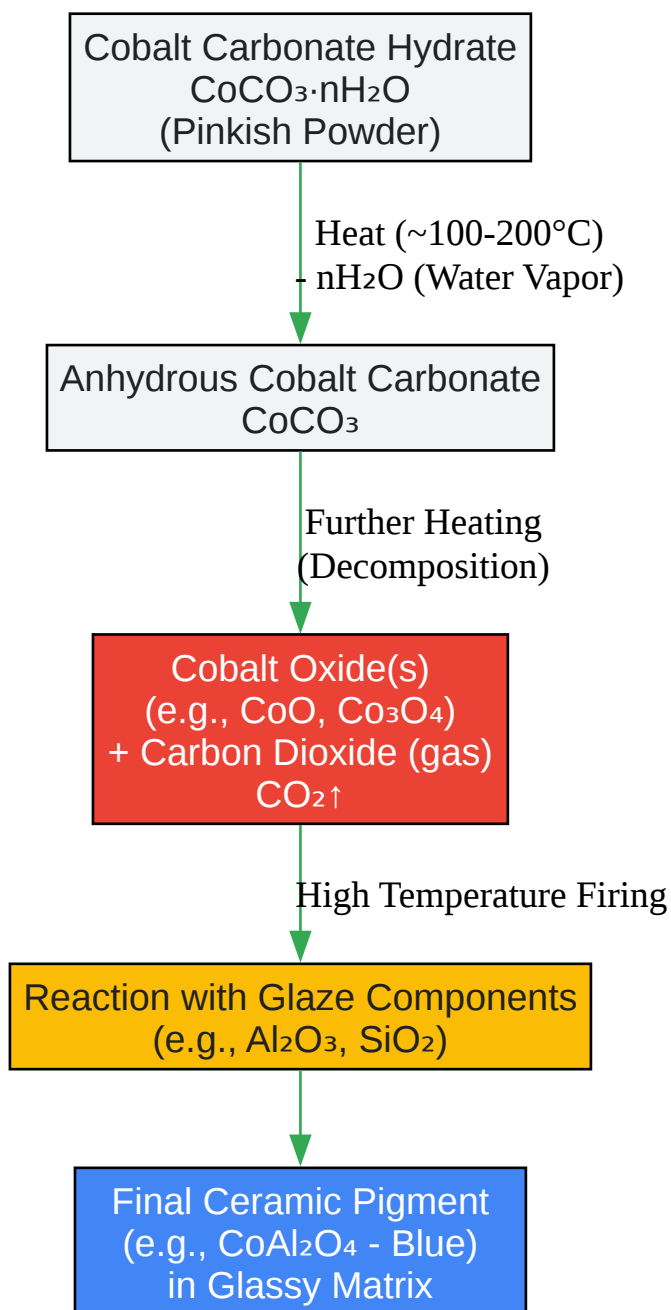 Cobalt Carbonate Hydrate
CoCO₃·nH₂O
(Pinkish Powder)
Heat (~100-200°C)
- nH₂O (Water Vapor)
Anhydrous Cobalt Carbonate
CoCO₃
Further Heating
(Decomposition)
Cobalt Oxide(s)
(e.g., CoO, Co₃O₄)
+ Carbon Dioxide (gas)
CO₂↑
High Temperature Firing
Reaction with Glaze Components
(e.g., Al₂O₃, SiO₂)
Final Ceramic Pigment
(e.g., CoAl₂O₄ - Blue)
in Glassy Matrix